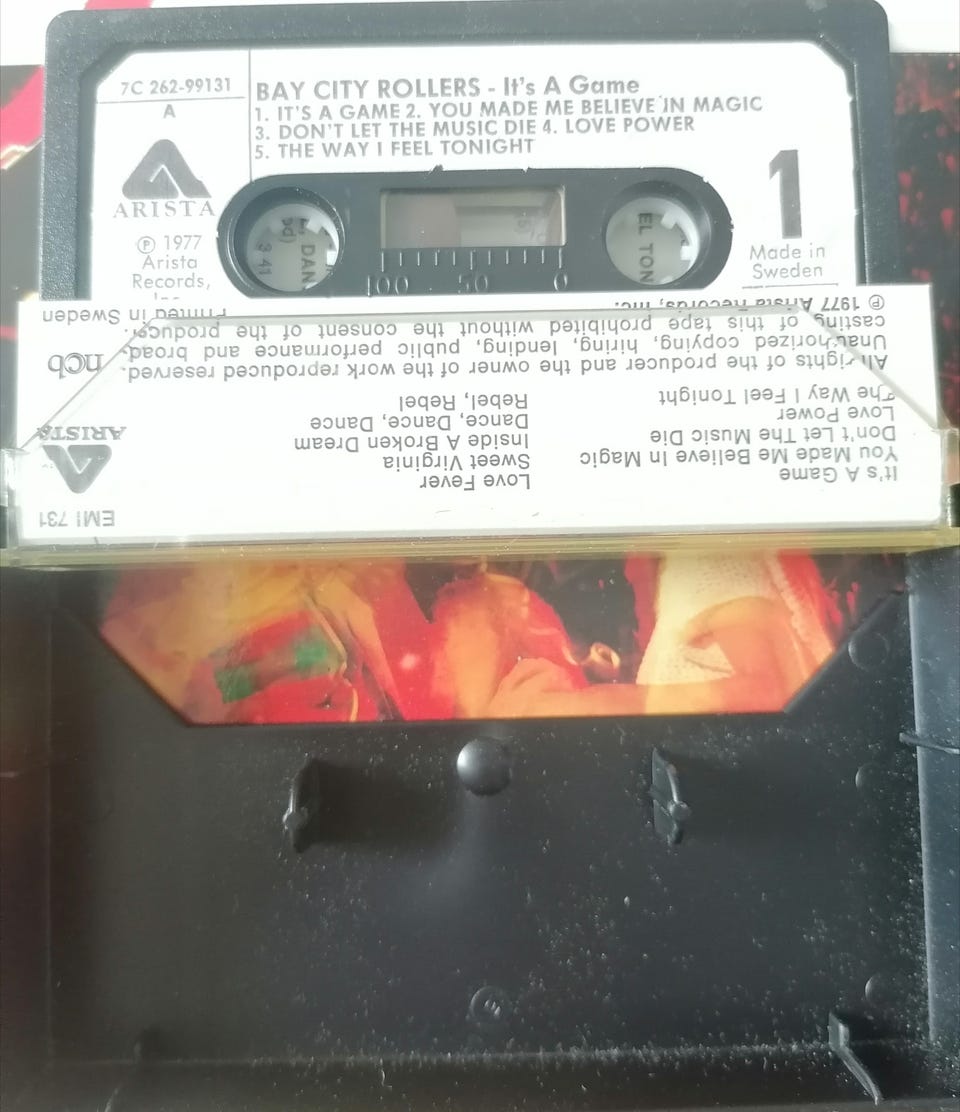 7C 262-99131
A
ARISTA
℗ 1977
Arista
Records,
BAY CITY ROLLERS - It's A Game
1. IT'S A GAME 2. YOU MADE ME BELIEVE IN MAGIC
3. DON'T LET THE MUSIC DIE 4. LOVE POWER
5. THE WAY I FEEL TONIGHT
1
Made in
Sweden
100 50 0
EMI 731
ARISTA
It's A Game
You Made Me Believe In Magic
Don't Let The Music Die
Love Power
The Way I Feel Tonight
Love Fever
Sweet Virginia
Inside A Broken Dream
Dance, Dance, Dance
Rebel, Rebel
All rights of the producer and the owner of the work reproduced reserved.
Unauthorized copying, hiring, lending, public performance and broad-
casting of this tape prohibited without the consent of the producer.
℗ 1977 Arista Records, Inc.
Printed in Sweden
ncb